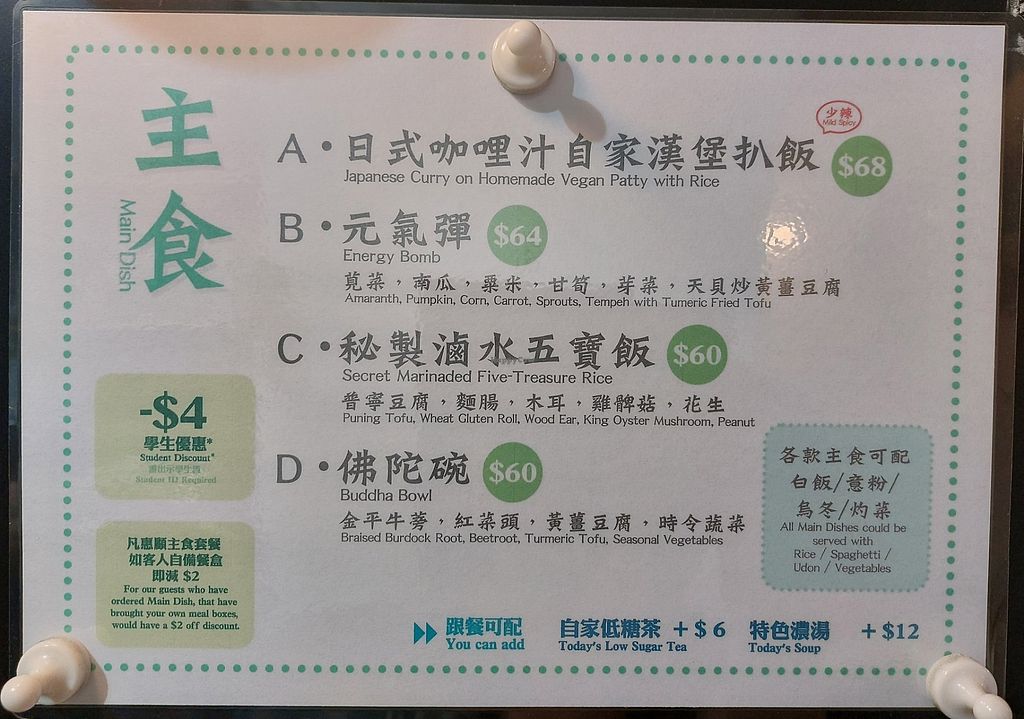 主食
Main Dish
少辣
Mild Spicy
A•日式咖哩汁自家漢堡扒飯 $68
Japanese Curry on Homemade Vegan Patty with Rice
B•元氣彈 $64
Energy Bomb
莧菜，南瓜，粟米，甘筍，芽菜，天貝炒黃薑豆腐
Amaranth, Pumpkin, Corn, Carrot, Sprouts, Tempeh with Tumeric Fried Tofu
C•秘製滷水五寶飯 $60
Secret Marinaded Five-Treasure Rice
普寧豆腐，麵腸，木耳，雞髀菇，花生
Puning Tofu, Wheat Gluten Roll, Wood Ear, King Oyster Mushroom, Peanut
D•佛陀碗 $60
Buddha Bowl
金平牛蒡，紅菜頭，黃薑豆腐，時令蔬菜
Braised Burdock Root, Beetroot, Turmeric Tofu, Seasonal Vegetables
-$4
學生優惠*
Student Discount*
需出示學生證
Student ID Required
凡惠顧主食套餐
如客人自備餐盒
即減 $2
For our guests who have
ordered Main Dish, that have
brought your own meal boxes,
would have a $2 off discount.
各款主食可配
白飯/意粉/
烏冬/灼菜
All Main Dishes could be
served with
Rice / Spaghetti /
Udon / Vegetables
跟餐可配 自家低糖茶 +$6 特色濃湯 +$12
You can add Today's Low Sugar Tea Today's Soup